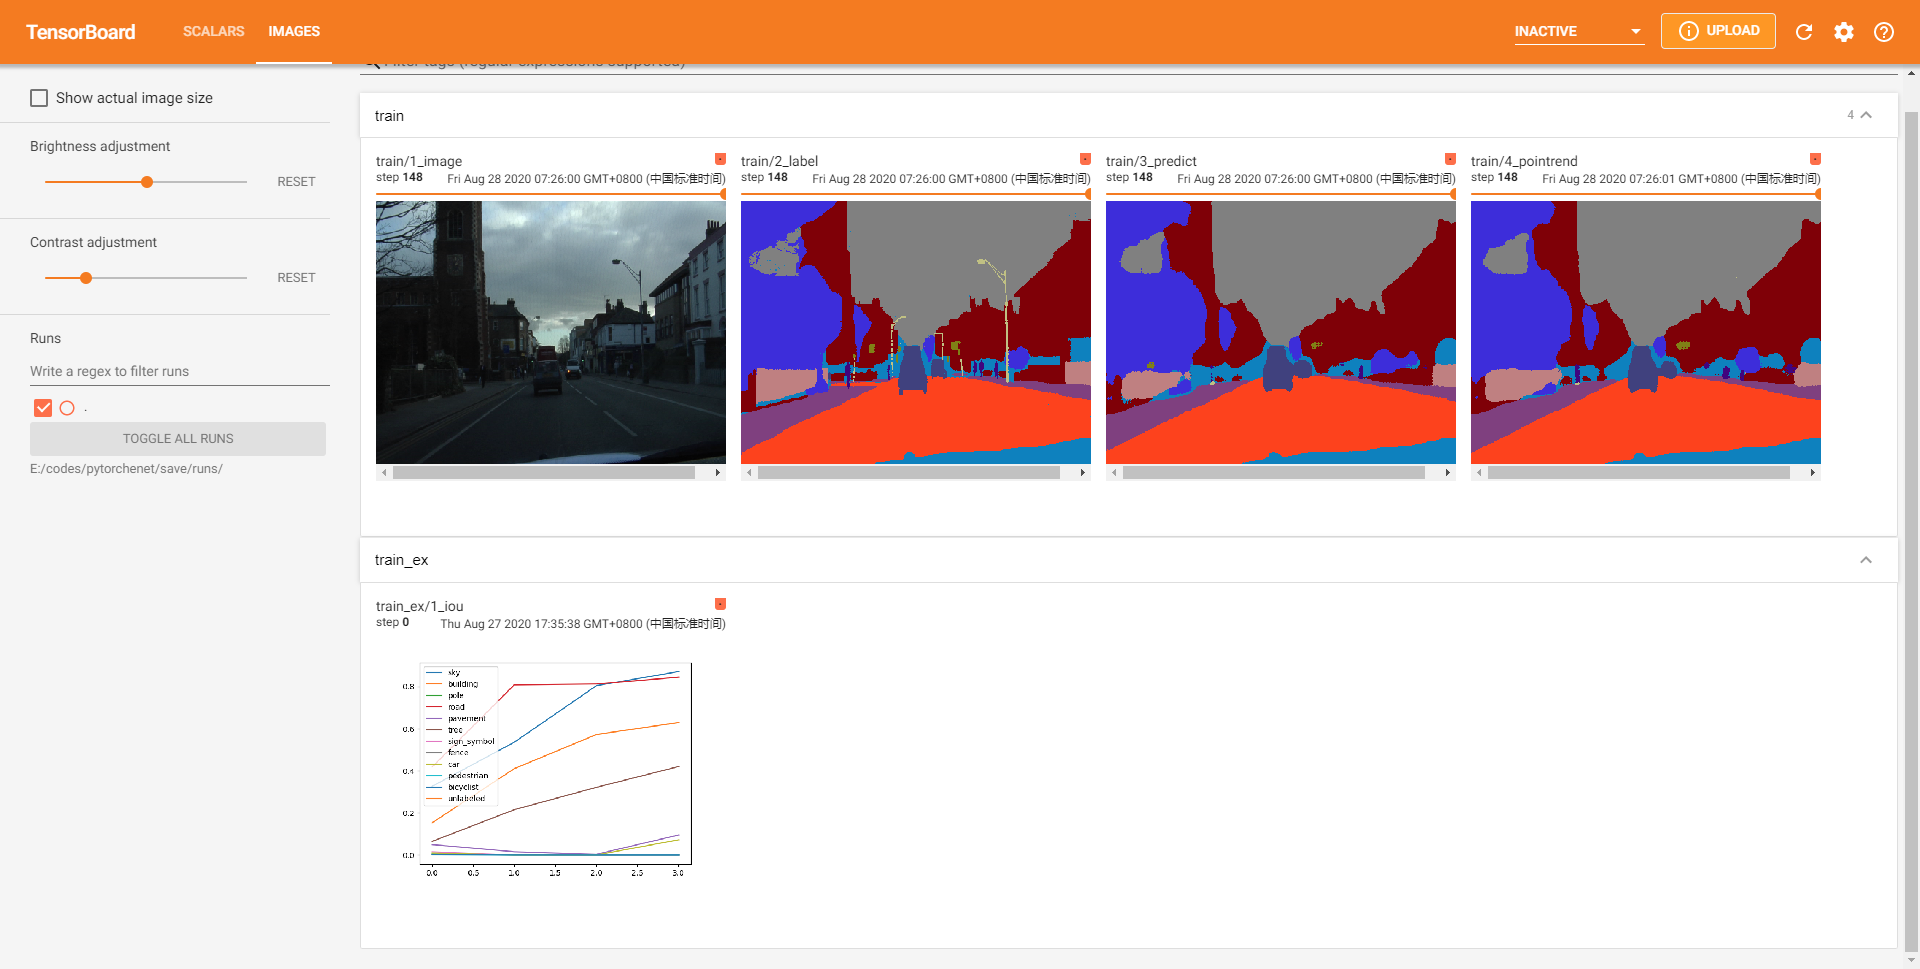 TensorBoard
SCALARS
IMAGES
INACTIVE
UPLOAD
Filter tags (regular expressions supported)
Show actual image size
Brightness adjustment
RESET
Contrast adjustment
RESET
Runs
Write a regex to filter runs
.
TOGGLE ALL RUNS
E:/codes/pytorchenet/save/runs/
train
4
train/1_image
step 148 Fri Aug 28 2020 07:26:00 GMT+0800 (中国标准时间)
train/2_label
step 148 Fri Aug 28 2020 07:26:00 GMT+0800 (中国标准时间)
train/3_predict
step 148 Fri Aug 28 2020 07:26:00 GMT+0800 (中国标准时间)
train/4_pointrend
step 148 Fri Aug 28 2020 07:26:01 GMT+0800 (中国标准时间)
train_ex
train_ex/1_iou
step 0 Thu Aug 27 2020 17:35:38 GMT+0800 (中国标准时间)
sky
building
pole
road
pavement
tree
sign_symbol
fence
car
pedestrian
bicyclist
unlabeled
0.8
0.6
0.4
0.2
0.0
0.0 0.5 1.0 1.5 2.0 2.5 3.0